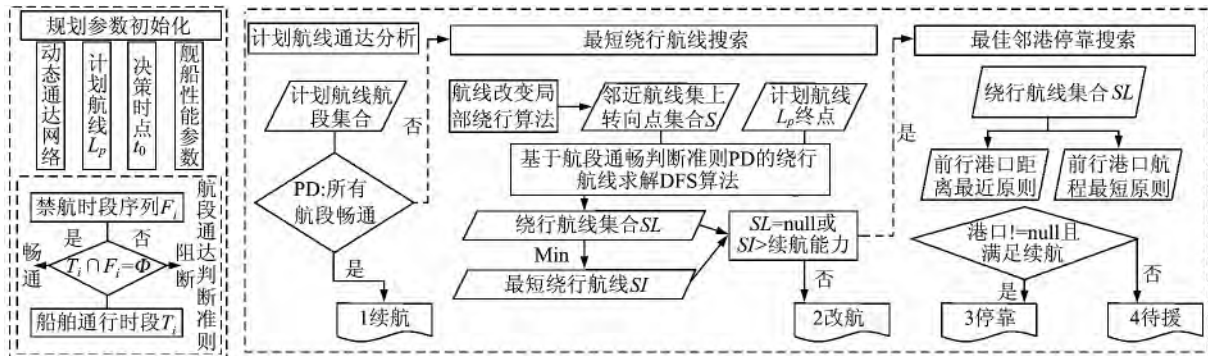 规划参数初始化
动态通达网络
计划航线Lp
决策时点t0
舰船性能参数
禁航时段序列Fi
是
否
畅通
Ti∩Fi=Φ
阻断
船舶通行时段Ti
航段通达判断准则
计划航线通达分析
计划航线航
段集合
否
PD:所有
航段畅通
是
1续航
最短绕行航线搜索
航线改变局
部绕行算法
邻近航线集上
转向点集合S
计划航线
Lp终点
基于航段通畅判断准则PD的绕行
航线求解DFS算法
绕行航线集合SL
Min
最短绕行航线SI
SL=null或
SI>续航能力
是
否
2改航
最佳邻港停靠搜索
绕行航线集合SL
前行港口距
离最近原则
前行港口航
程最短原则
港口!=null且
满足续航
是
否
3停靠
4待援